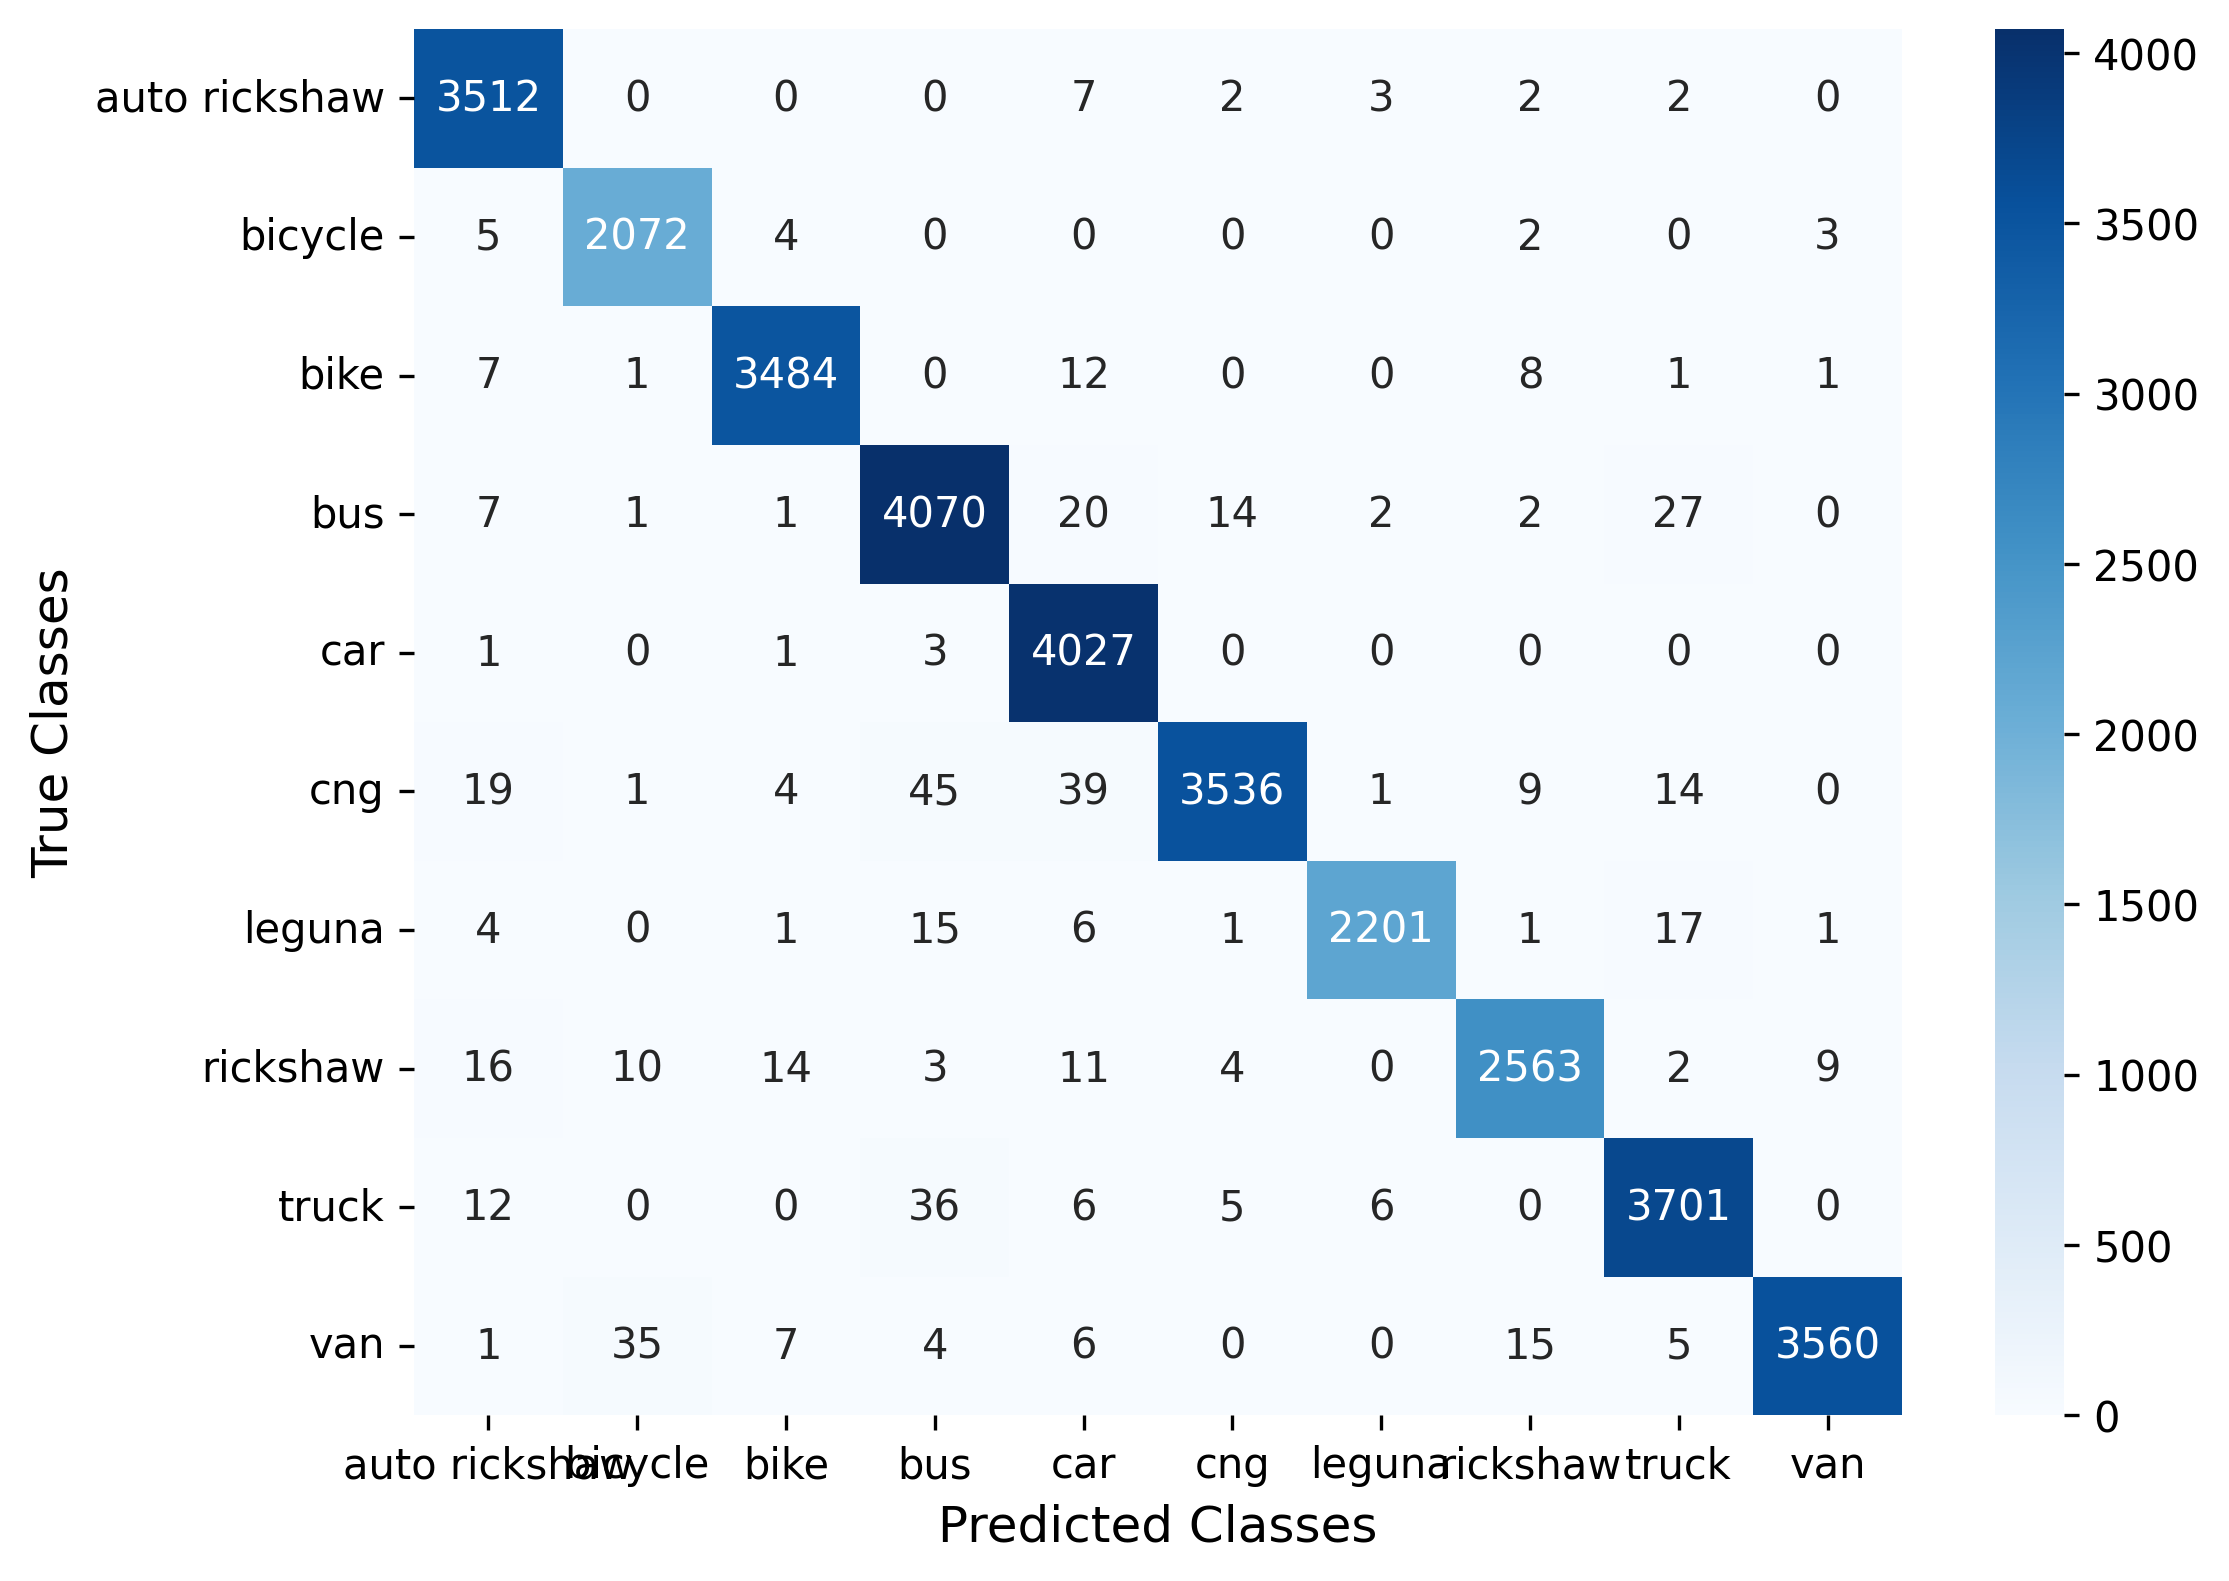 auto rickshaw 3512 0 0 0 7 2 3 2 2 0
bicycle 5 2072 4 0 0 0 0 2 0 3
bike 7 1 3484 0 12 0 0 8 1 1
bus 7 1 1 4070 20 14 2 2 27 0
car 1 0 1 3 4027 0 0 0 0 0
cng 19 1 4 45 39 3536 1 9 14 0
leguna 4 0 1 15 6 1 2201 1 17 1
rickshaw 16 10 14 3 11 4 0 2563 2 9
truck 12 0 0 36 6 5 6 0 3701 0
van 1 35 7 4 6 0 0 15 5 3560
auto rickshaw bicycle bike bus car cng leguna rickshaw truck van
Predicted Classes
True Classes
4000
3500
3000
2500
2000
1500
1000
500
0